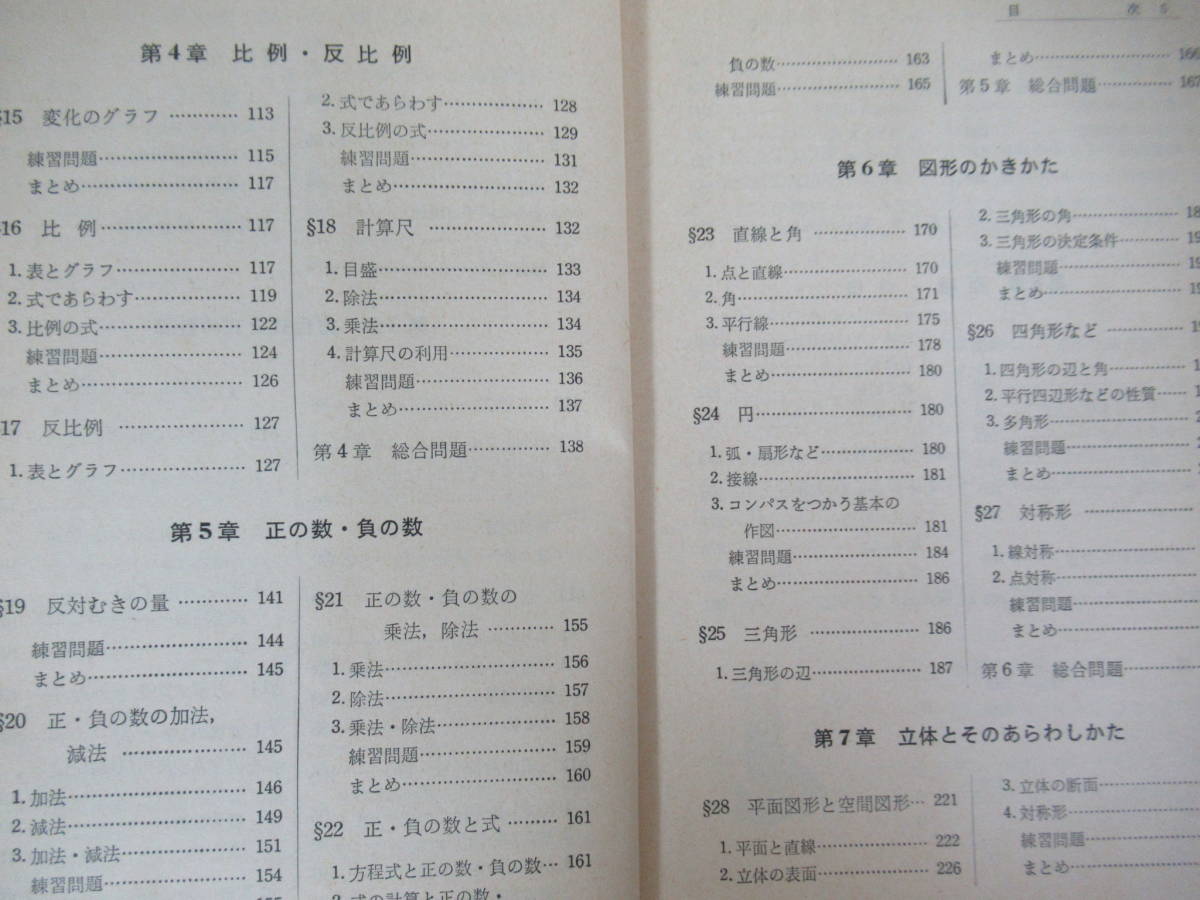 第4章 比例・反比例
§15 変化のグラフ ………… 113
練習問題………………… 115
まとめ………………… 117
§16 比例………………… 117
1. 表とグラフ……………… 117
2. 式であらわす…………… 119
3. 比例の式………………… 122
練習問題………………… 124
まとめ…………………… 126
§17 反比例 ……………… 127
1. 表とグラフ……………… 127
2. 式であらわす…………… 128
3. 反比例の式……………… 129
練習問題………………… 131
まとめ…………………… 132
§18 計算尺 ……………… 132
1. 目盛……………………… 133
2. 除法……………………… 134
3. 乗法……………………… 134
4. 計算尺の利用…………… 135
練習問題………………… 136
まとめ…………………… 137
第4章 総合問題…………… 138
第5章 正の数・負の数
§19 反対むきの量 ………… 141
練習問題………………… 144
まとめ…………………… 145
§20 正・負の数の加法,
減法 ………………… 145
1. 加法……………………… 146
2. 減法……………………… 149
3. 加法・減法……………… 151
練習問題………………… 154
155
§21 正の数・負の数の
乗法, 除法 ………… 155
1. 乗法……………………… 156
2. 除法……………………… 157
3. 乗法・除法……………… 158
練習問題………………… 159
まとめ…………………… 160
§22 正・負の数と式 ……… 161
1. 方程式と正の数・負の数… 161
2. 式の計算と正の数・
目 次 5
負の数………………… 163
練習問題………………… 165
まとめ…………………… 166
第5章 総合問題…………… 167
第6章 図形のかきかた
§23 直線と角 …………… 170
1. 点と直線………………… 170
2. 角………………………… 171
3. 平行線…………………… 175
練習問題………………… 178
まとめ…………………… 180
§24 円……………………… 180
1. 弧・扇形など…………… 180
2. 接線……………………… 181
3. コンパスをつかう基本の
作図…………………… 181
練習問題………………… 184
まとめ…………………… 186
§25 三角形 ……………… 186
1. 三角形の辺……………… 187
2. 三角形の角………………
3. 三角形の決定条件…………
練習問題…………………
まとめ……………………
§26 四角形など …………
1. 四角形の辺と角…………
2. 平行四辺形などの性質……
3. 多角形……………………
練習問題…………………
まとめ……………………
§27 対称形 ………………
1. 線対称……………………
2. 点対称……………………
練習問題…………………
まとめ……………………
第6章 総合問題……………
第7章 立体とそのあらわしかた
§28 平面図形と空間図形… 221
1. 平面と直線……………… 222
2. 立体の表面……………… 226
3. 立体の断面………………
4. 対称形……………………
練習問題…………………
まとめ……………………